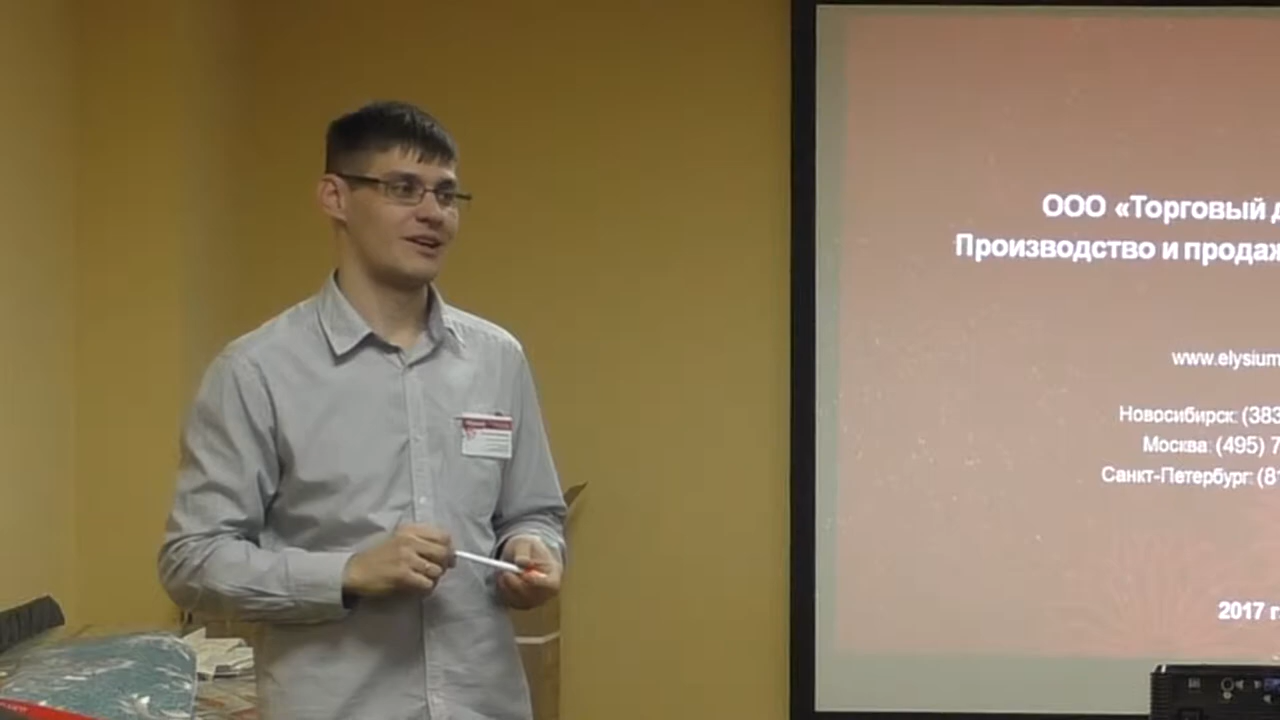 ООО «Торговый д
Производство и продаж
www.elysium
Новосибирск: (383
Москва: (495) 7
Санкт-Петербург: (81
2017 г.